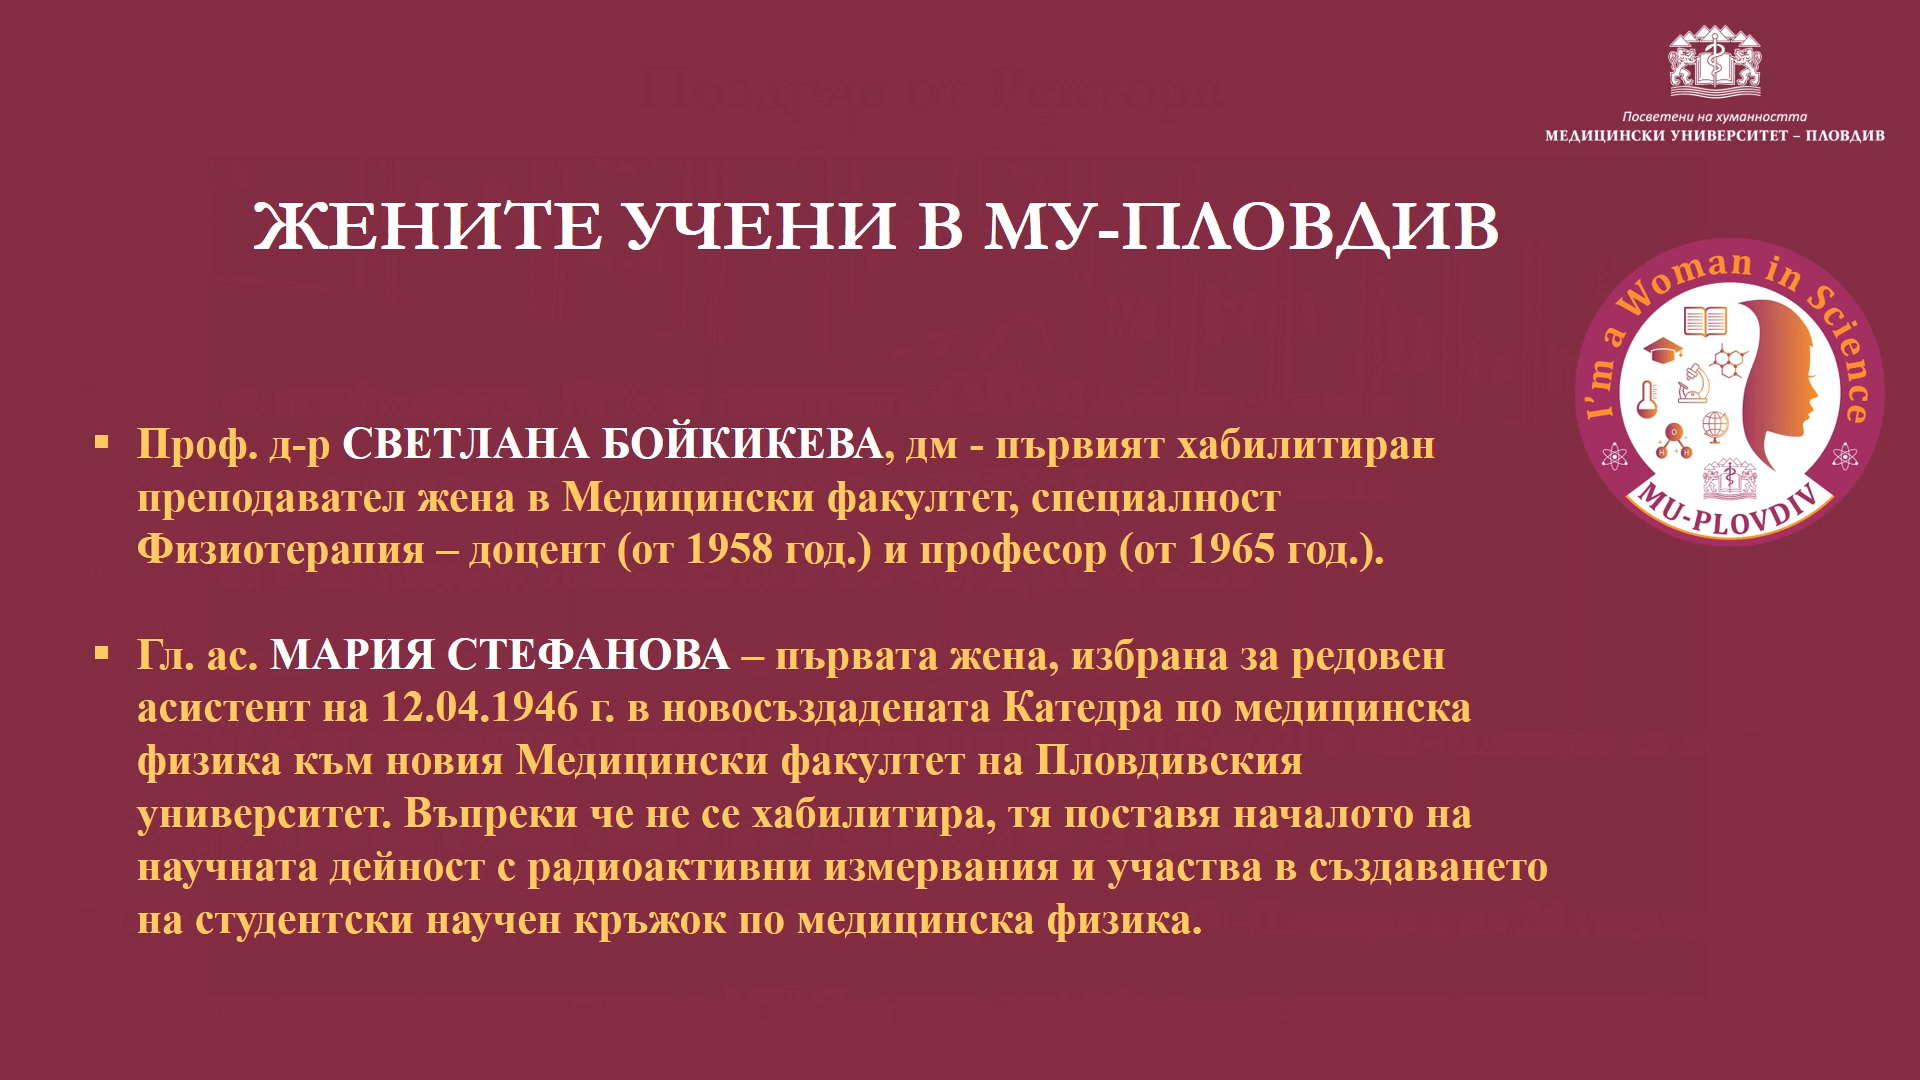 Посветени на хуманността
МЕДИЦИНСКИ УНИВЕРСИТЕТ – ПЛОВДИВ
ЖЕНИТЕ УЧЕНИ В МУ-ПЛОВДИВ
I'm a Woman in Science
MU-PLOVDIV
▪ Проф. д-р СВЕТЛАНА БОЙКИКЕВА, дм - първият хабилитиран
преподавател жена в Медицински факултет, специалност
Физиотерапия – доцент (от 1958 год.) и професор (от 1965 год.).
▪ Гл. ас. МАРИЯ СТЕФАНОВА – първата жена, избрана за редовен
асистент на 12.04.1946 г. в новосъздадената Катедра по медицинска
физика към новия Медицински факултет на Пловдивския
университет. Въпреки че не се хабилитира, тя поставя началото на
научната дейност с радиоактивни измервания и участва в създаването
на студентски научен кръжок по медицинска физика.